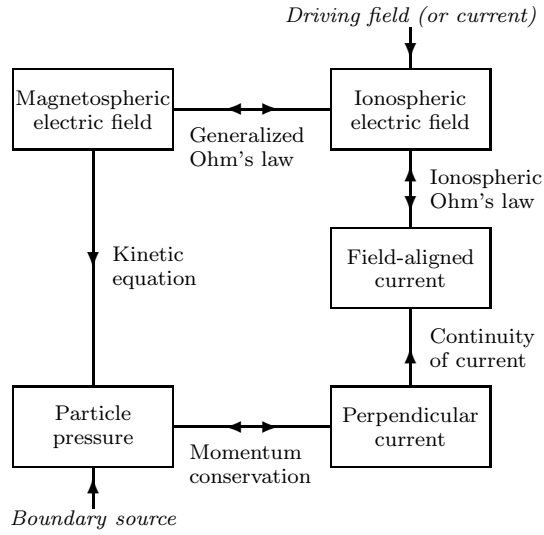 Driving field (or current)
Magnetospheric
electric field
Ionospheric
electric field
Generalized
Ohm's law
Ionospheric
Ohm's law
Kinetic
equation
Field-aligned
current
Continuity
of current
Particle
pressure
Perpendicular
current
Momentum
conservation
Boundary source